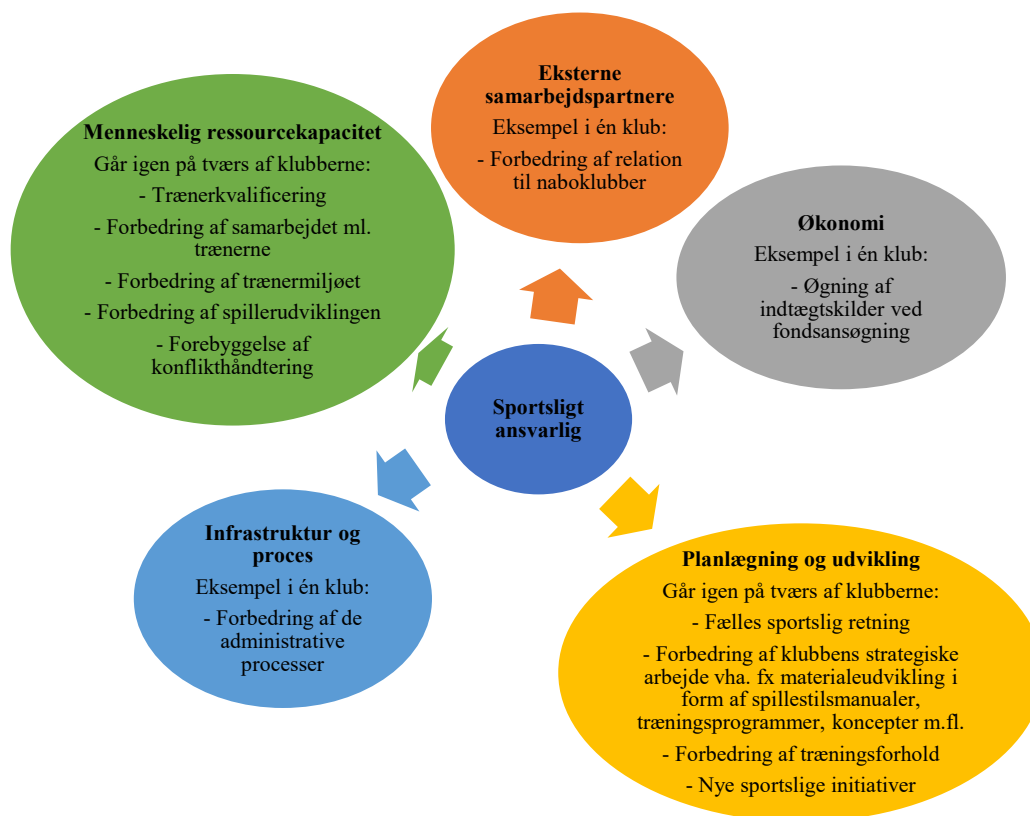 Eksterne
samarbejdspartnere
Eksempel i én klub:
- Forbedring af relation
til naboklubber
Menneskelig ressourcekapacitet
Går igen på tværs af klubberne:
- Trænerkvalificering
- Forbedring af samarbejdet ml.
trænerne
- Forbedring af trænermiljøet
- Forbedring af spillerudviklingen
- Forebyggelse af
konflikthåndtering
Økonomi
Eksempel i én klub:
- Øgning af
indtægtskilder ved
fondsansøgning
Sportsligt
ansvarlig
Infrastruktur og
proces
Eksempel i én klub:
- Forbedring af de
administrative
processer
Planlægning og udvikling
Går igen på tværs af klubberne:
- Fælles sportslig retning
- Forbedring af klubbens strategiske
arbejde vha. fx materialeudvikling i
form af spillestilsmanualer,
træningsprogrammer, koncepter m.fl.
- Forbedring af træningsforhold
- Nye sportslige initiativer